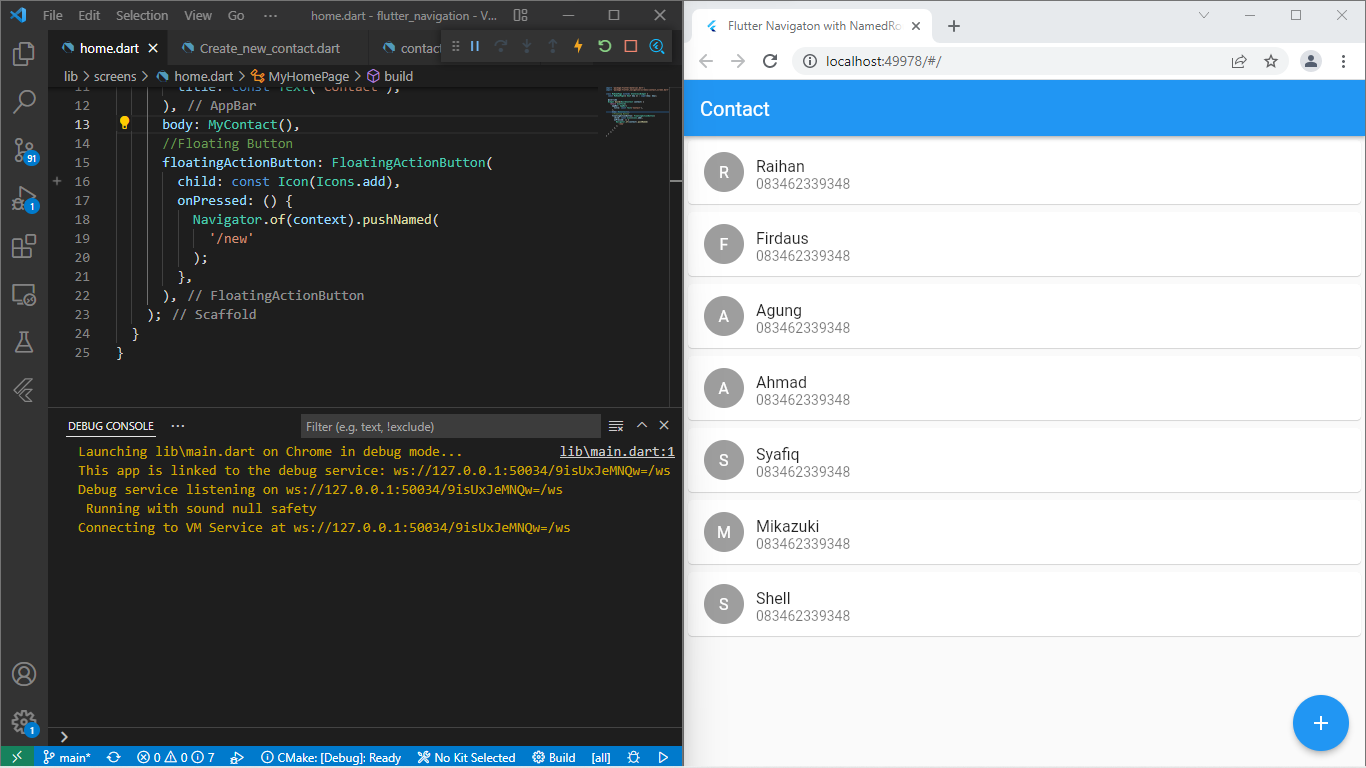 File Edit Selection View Go ··· home.dart - flutter_navigation - V...
home.dart Create_new_contact.dart contac
lib > screens > home.dart > MyHomePage > build
11 title: const Text("Contact"),
12 ), // AppBar
13 body: MyContact(),
14 //Floating Button
15 floatingActionButton: FloatingActionButton(
16 child: const Icon(Icons.add),
17 onPressed: () {
18 Navigator.of(context).pushNamed(
19 '/new'
20 );
21 },
22 ), // FloatingActionButton
23 ); // Scaffold
24 }
25 }
91
1
DEBUG CONSOLE ··· Filter (e.g. text, !exclude)
Launching lib\main.dart on Chrome in debug mode... lib\main.dart:1
This app is linked to the debug service: ws://127.0.0.1:50034/9isUxJeMNQw=/ws
Debug service listening on ws://127.0.0.1:50034/9isUxJeMNQw=/ws
Running with sound null safety
Connecting to VM Service at ws://127.0.0.1:50034/9isUxJeMNQw=/ws
1
main* 0 0 7 CMake: [Debug]: Ready No Kit Selected Build [all]
Flutter Navigaton with NamedRo
localhost:49978/#/
Contact
R Raihan
083462339348
F Firdaus
083462339348
A Agung
083462339348
A Ahmad
083462339348
S Syafiq
083462339348
M Mikazuki
083462339348
S Shell
083462339348